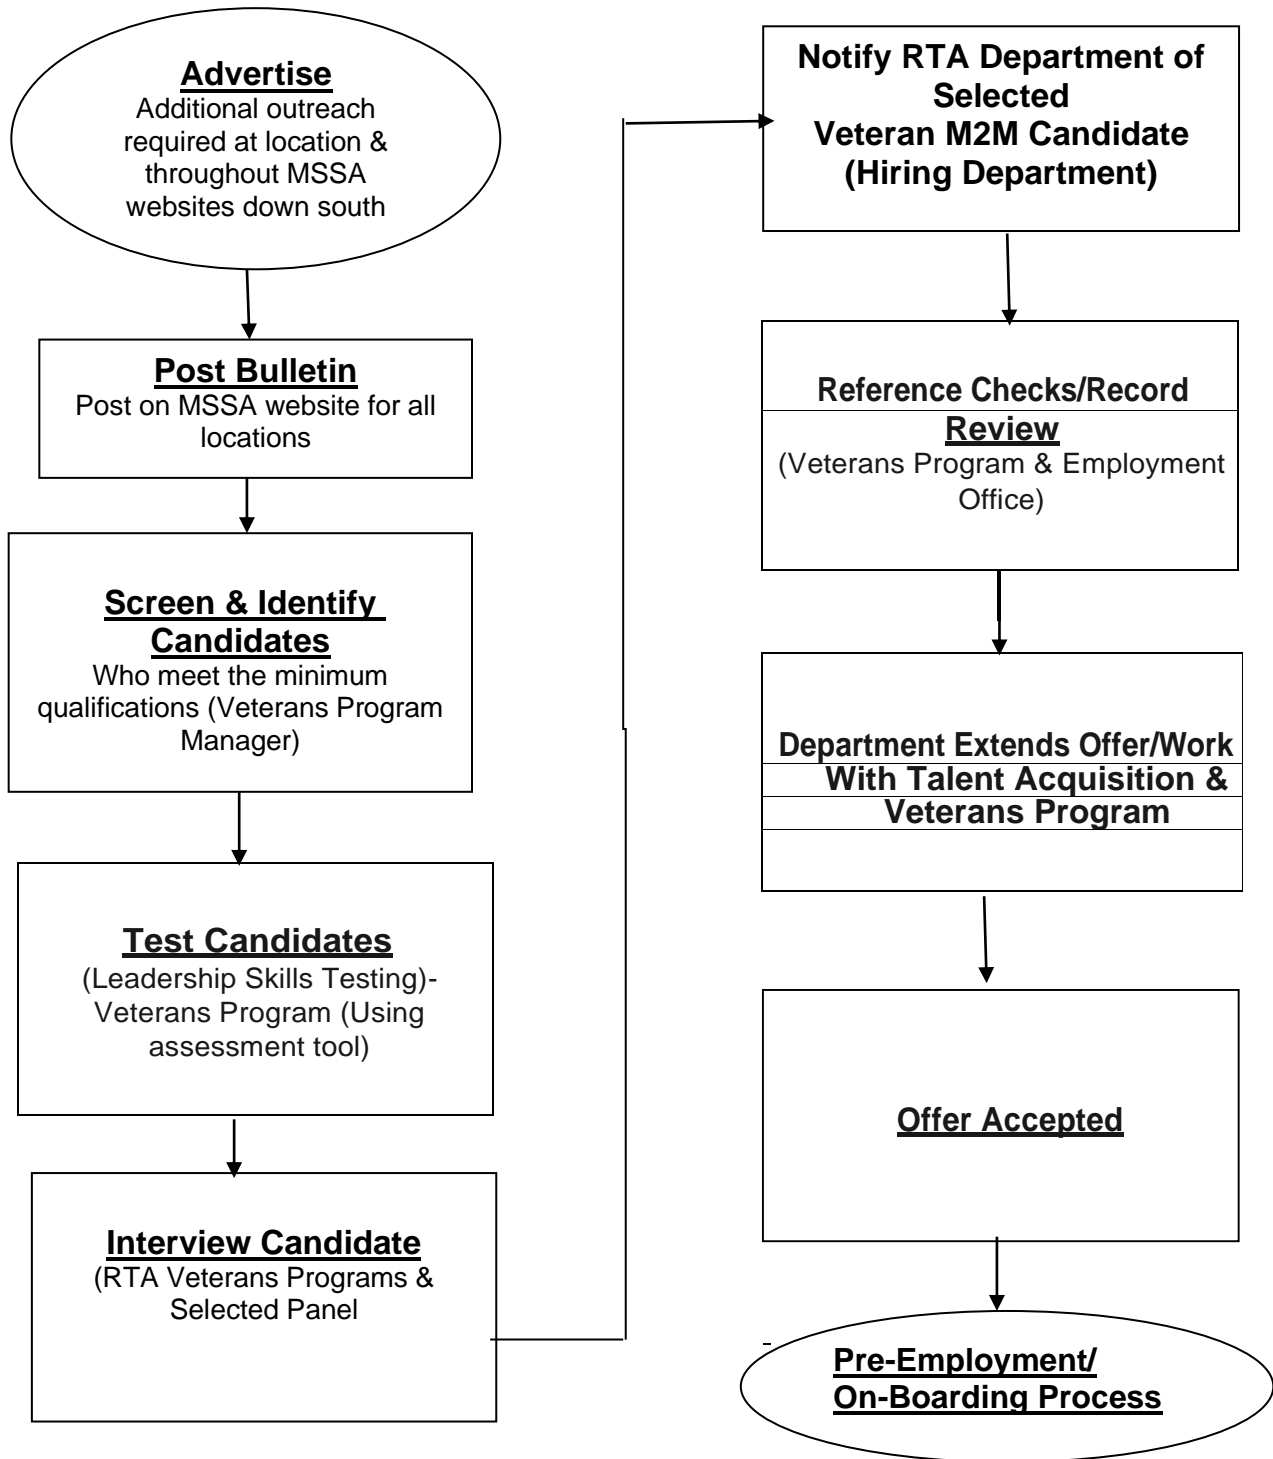 Advertise
Additional outreach
required at location &
throughout MSSA
websites down south
Post Bulletin
Post on MSSA website for all
locations
Screen & Identify
Candidates
Who meet the minimum
qualifications (Veterans Program
Manager)
Test Candidates
(Leadership Skills Testing)-
Veterans Program (Using
assessment tool)
Interview Candidate
(RTA Veterans Programs &
Selected Panel
Notify RTA Department of
Selected
Veteran M2M Candidate
(Hiring Department)
Reference Checks/Record
Review
(Veterans Program & Employment
Office)
Department Extends Offer/Work
With Talent Acquisition &
Veterans Program
Offer Accepted
Pre-Employment/
On-Boarding Process